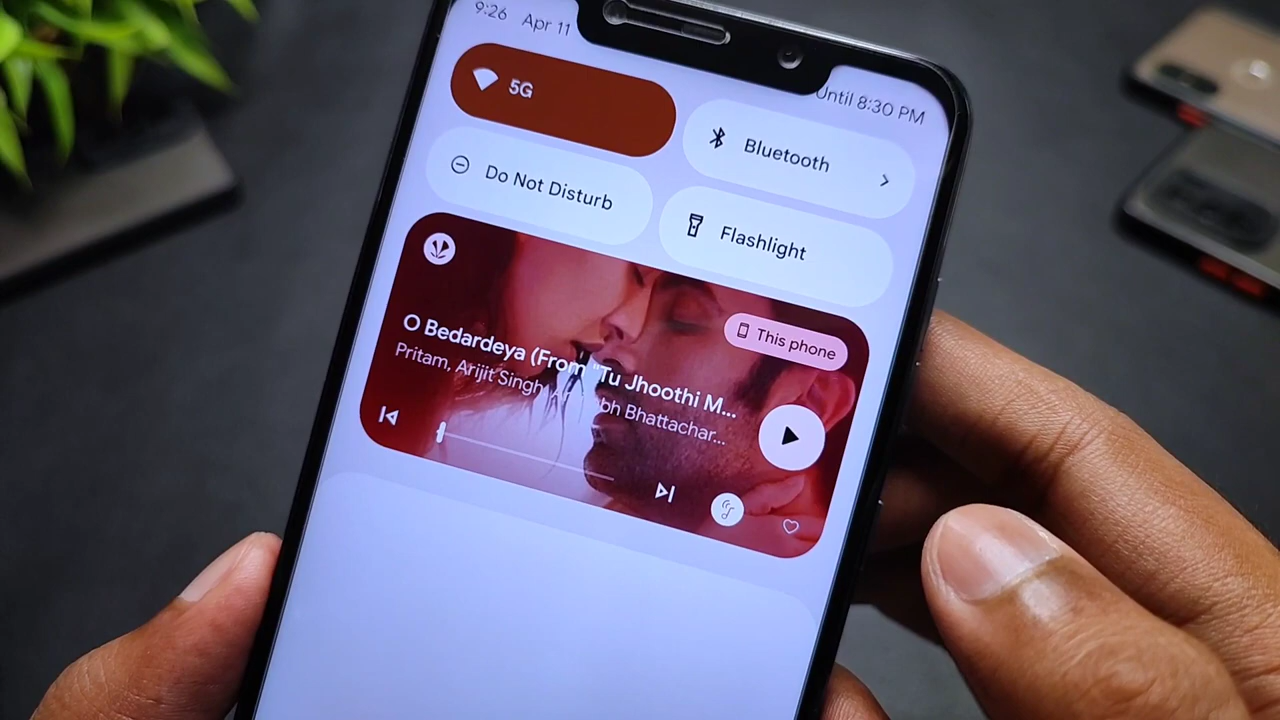 9:26 Apr 11
Until 8:30 PM
5G
Bluetooth
Do Not Disturb
Flashlight
This phone
O Bedardeya (From "Tu Jhoothi M...
Pritam, Arijit Singh, Bhattachar...